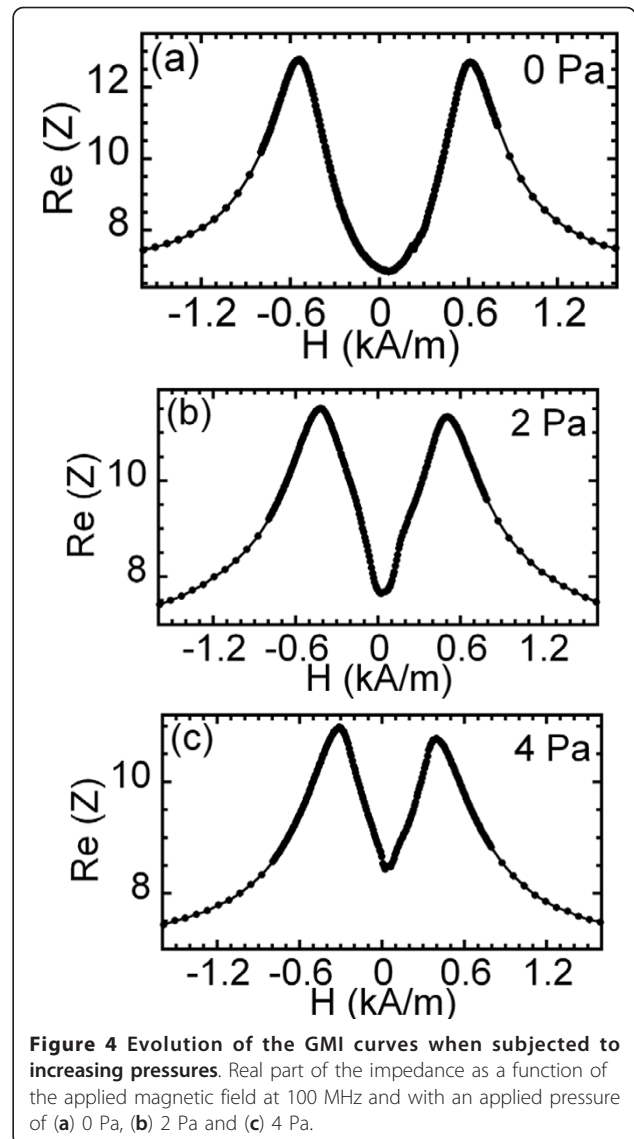 (a) 0 Pa
12
10
8
Re (Z)
-1.2 -0.6 0 0.6 1.2
H (kA/m)
(b) 2 Pa
10
8
Re (Z)
-1.2 -0.6 0 0.6 1.2
H (kA/m)
(c) 4 Pa
10
8
Re (Z)
-1.2 -0.6 0 0.6 1.2
H (kA/m)
Figure 4 Evolution of the GMI curves when subjected to
increasing pressures. Real part of the impedance as a function of
the applied magnetic field at 100 MHz and with an applied pressure
of (a) 0 Pa, (b) 2 Pa and (c) 4 Pa.